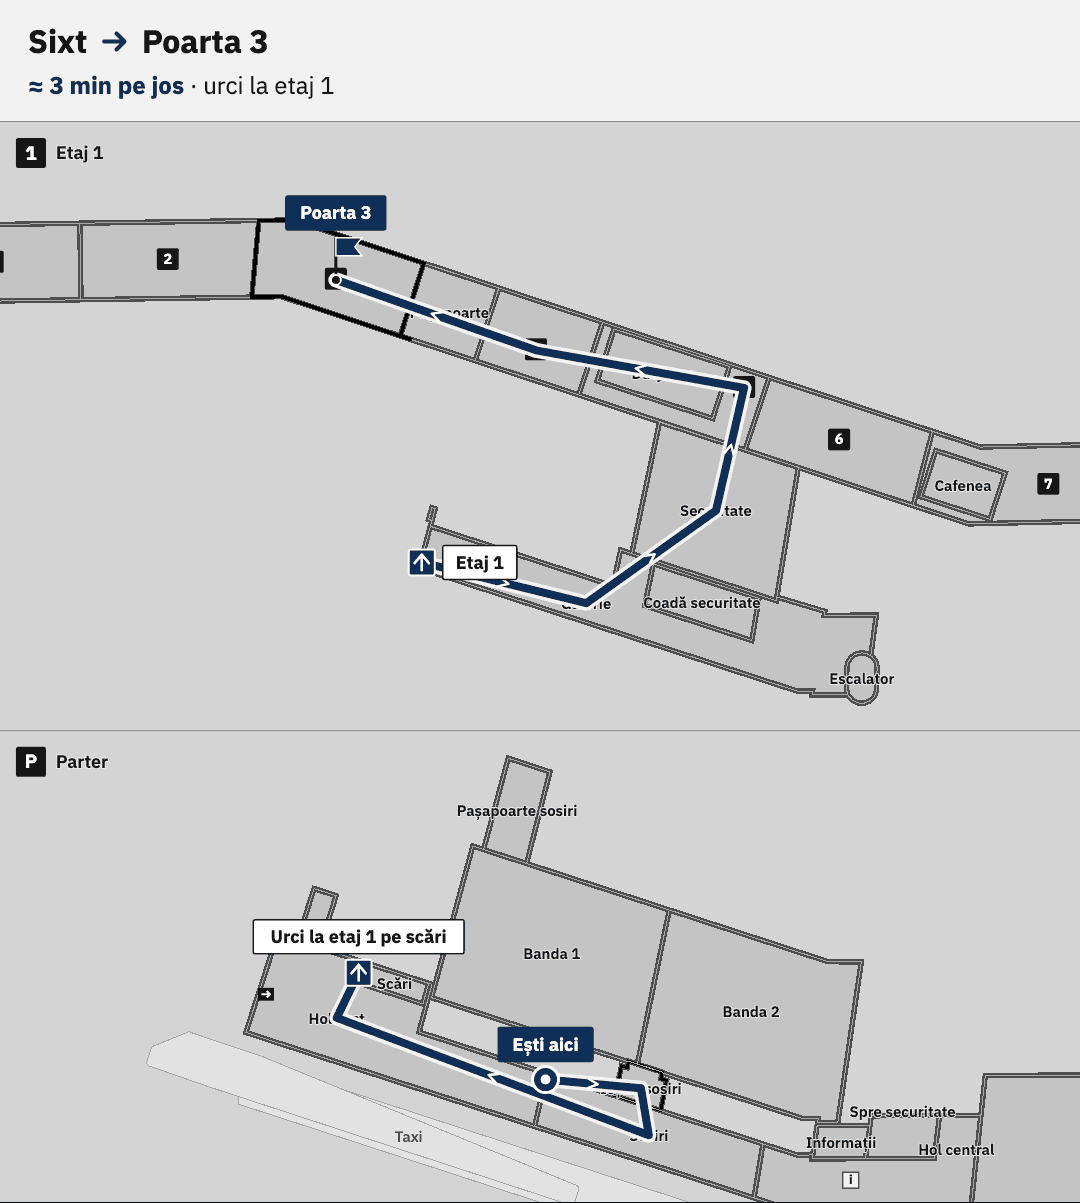 Sixt → Poarta 3
≈ 3 min pe jos · urci la etaj 1
1 Etaj 1
Poarta 3
2
6
Cafenea
7
Securitate
Etaj 1
Coadă securitate
Escalator
P Parter
Pașapoarte sosiri
Urci la etaj 1 pe scări
Scări
Banda 1
Banda 2
Ești aici
sosiri
Sosiri
Spre securitate
Informații
Hol central
Taxi
i